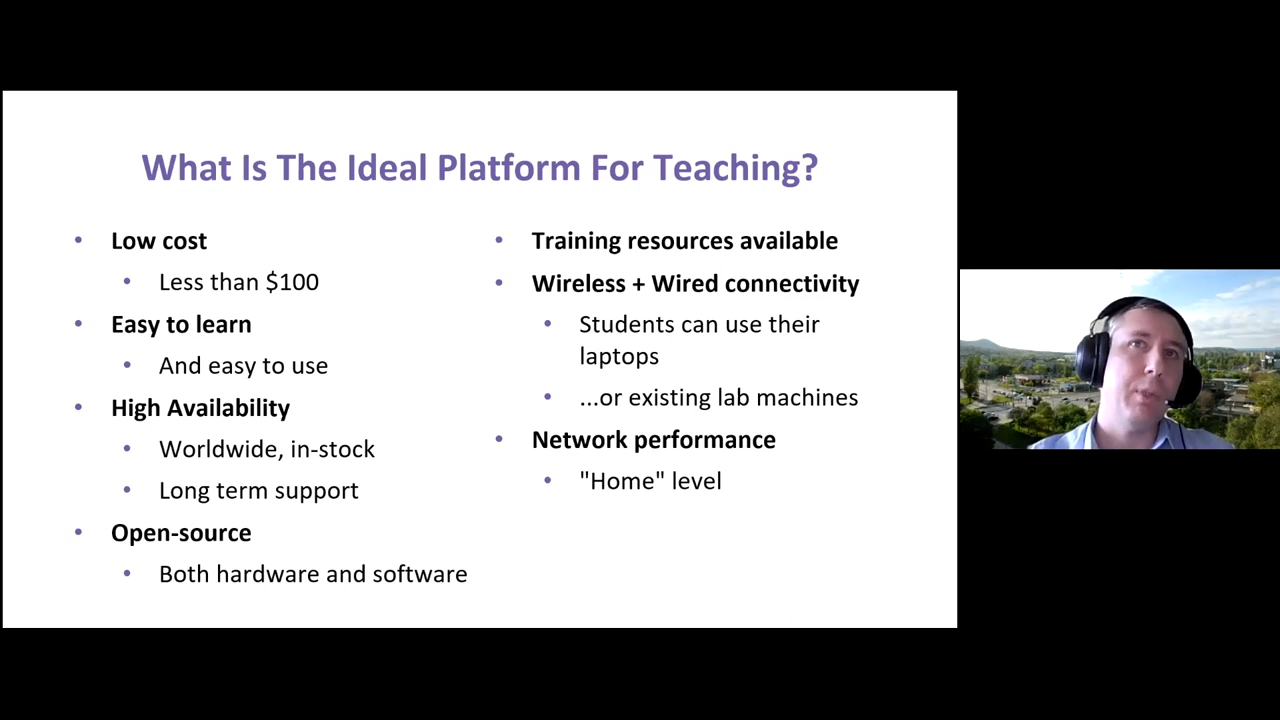 What Is The Ideal Platform For Teaching?
• Low cost
• Less than $100
• Easy to learn
• And easy to use
• High Availability
• Worldwide, in-stock
• Long term support
• Open-source
• Both hardware and software
• Training resources available
• Wireless + Wired connectivity
• Students can use their
laptops
• ...or existing lab machines
• Network performance
• "Home" level